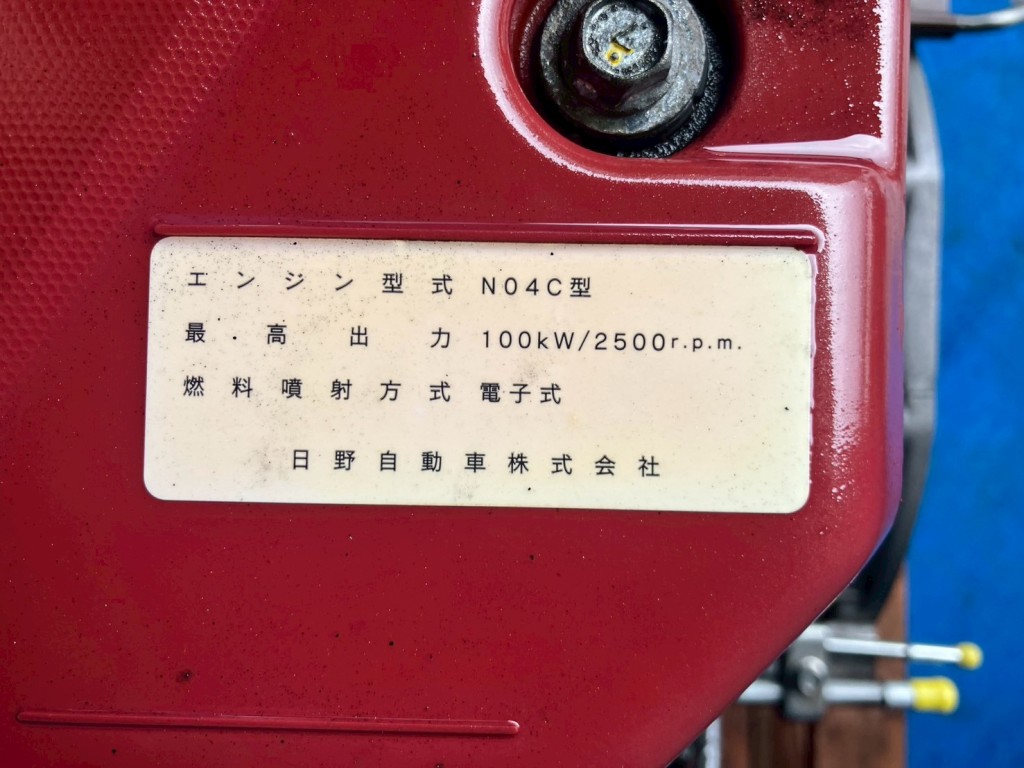 エンジン型式 N04C型
最高出力 100kW/2500r.p.m.
燃料噴射方式 電子式
日野自動車株式会社